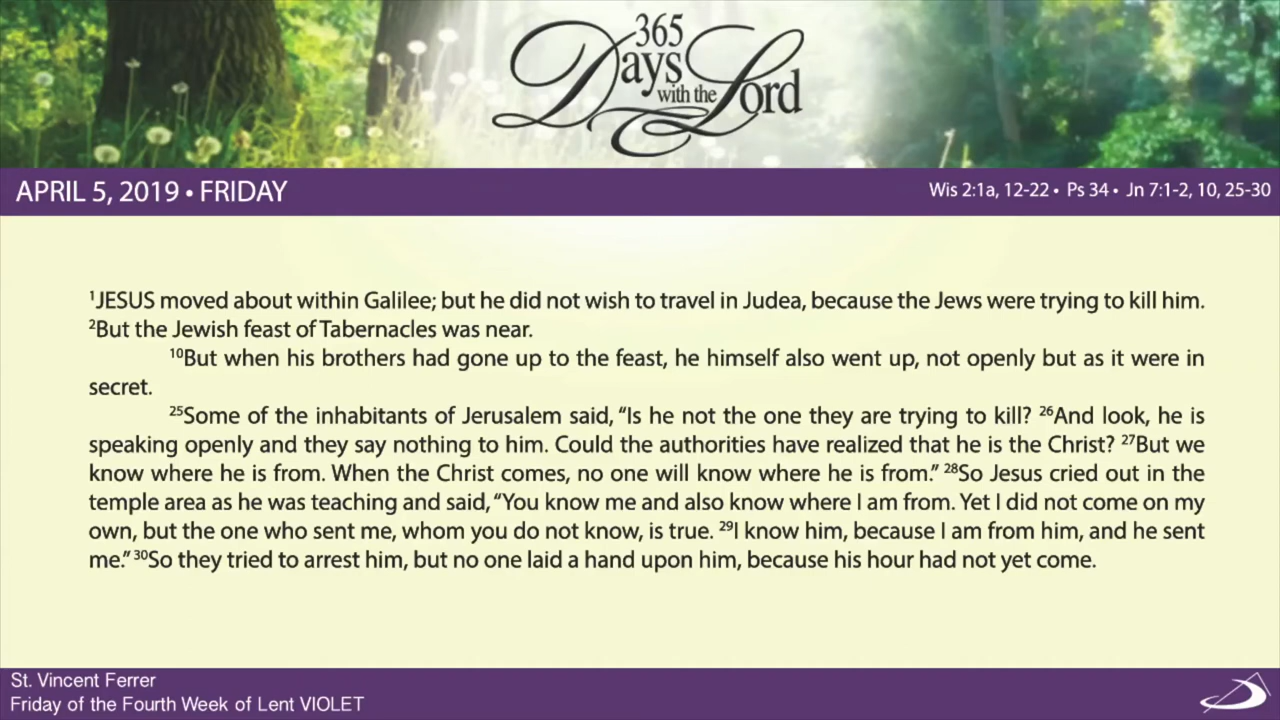 365
Days
with the Lord
APRIL 5, 2019 • FRIDAY
Wis 2:1a, 12-22 • Ps 34 • Jn 7:1-2, 10, 25-30
¹JESUS moved about within Galilee; but he did not wish to travel in Judea, because the Jews were trying to kill him.
²But the Jewish feast of Tabernacles was near.
¹⁰But when his brothers had gone up to the feast, he himself also went up, not openly but as it were in
secret.
²⁵Some of the inhabitants of Jerusalem said, “Is he not the one they are trying to kill? ²⁶And look, he is
speaking openly and they say nothing to him. Could the authorities have realized that he is the Christ? ²⁷But we
know where he is from. When the Christ comes, no one will know where he is from.” ²⁸So Jesus cried out in the
temple area as he was teaching and said, “You know me and also know where I am from. Yet I did not come on my
own, but the one who sent me, whom you do not know, is true. ²⁹I know him, because I am from him, and he sent
me.” ³⁰So they tried to arrest him, but no one laid a hand upon him, because his hour had not yet come.
St. Vincent Ferrer
Friday of the Fourth Week of Lent VIOLET